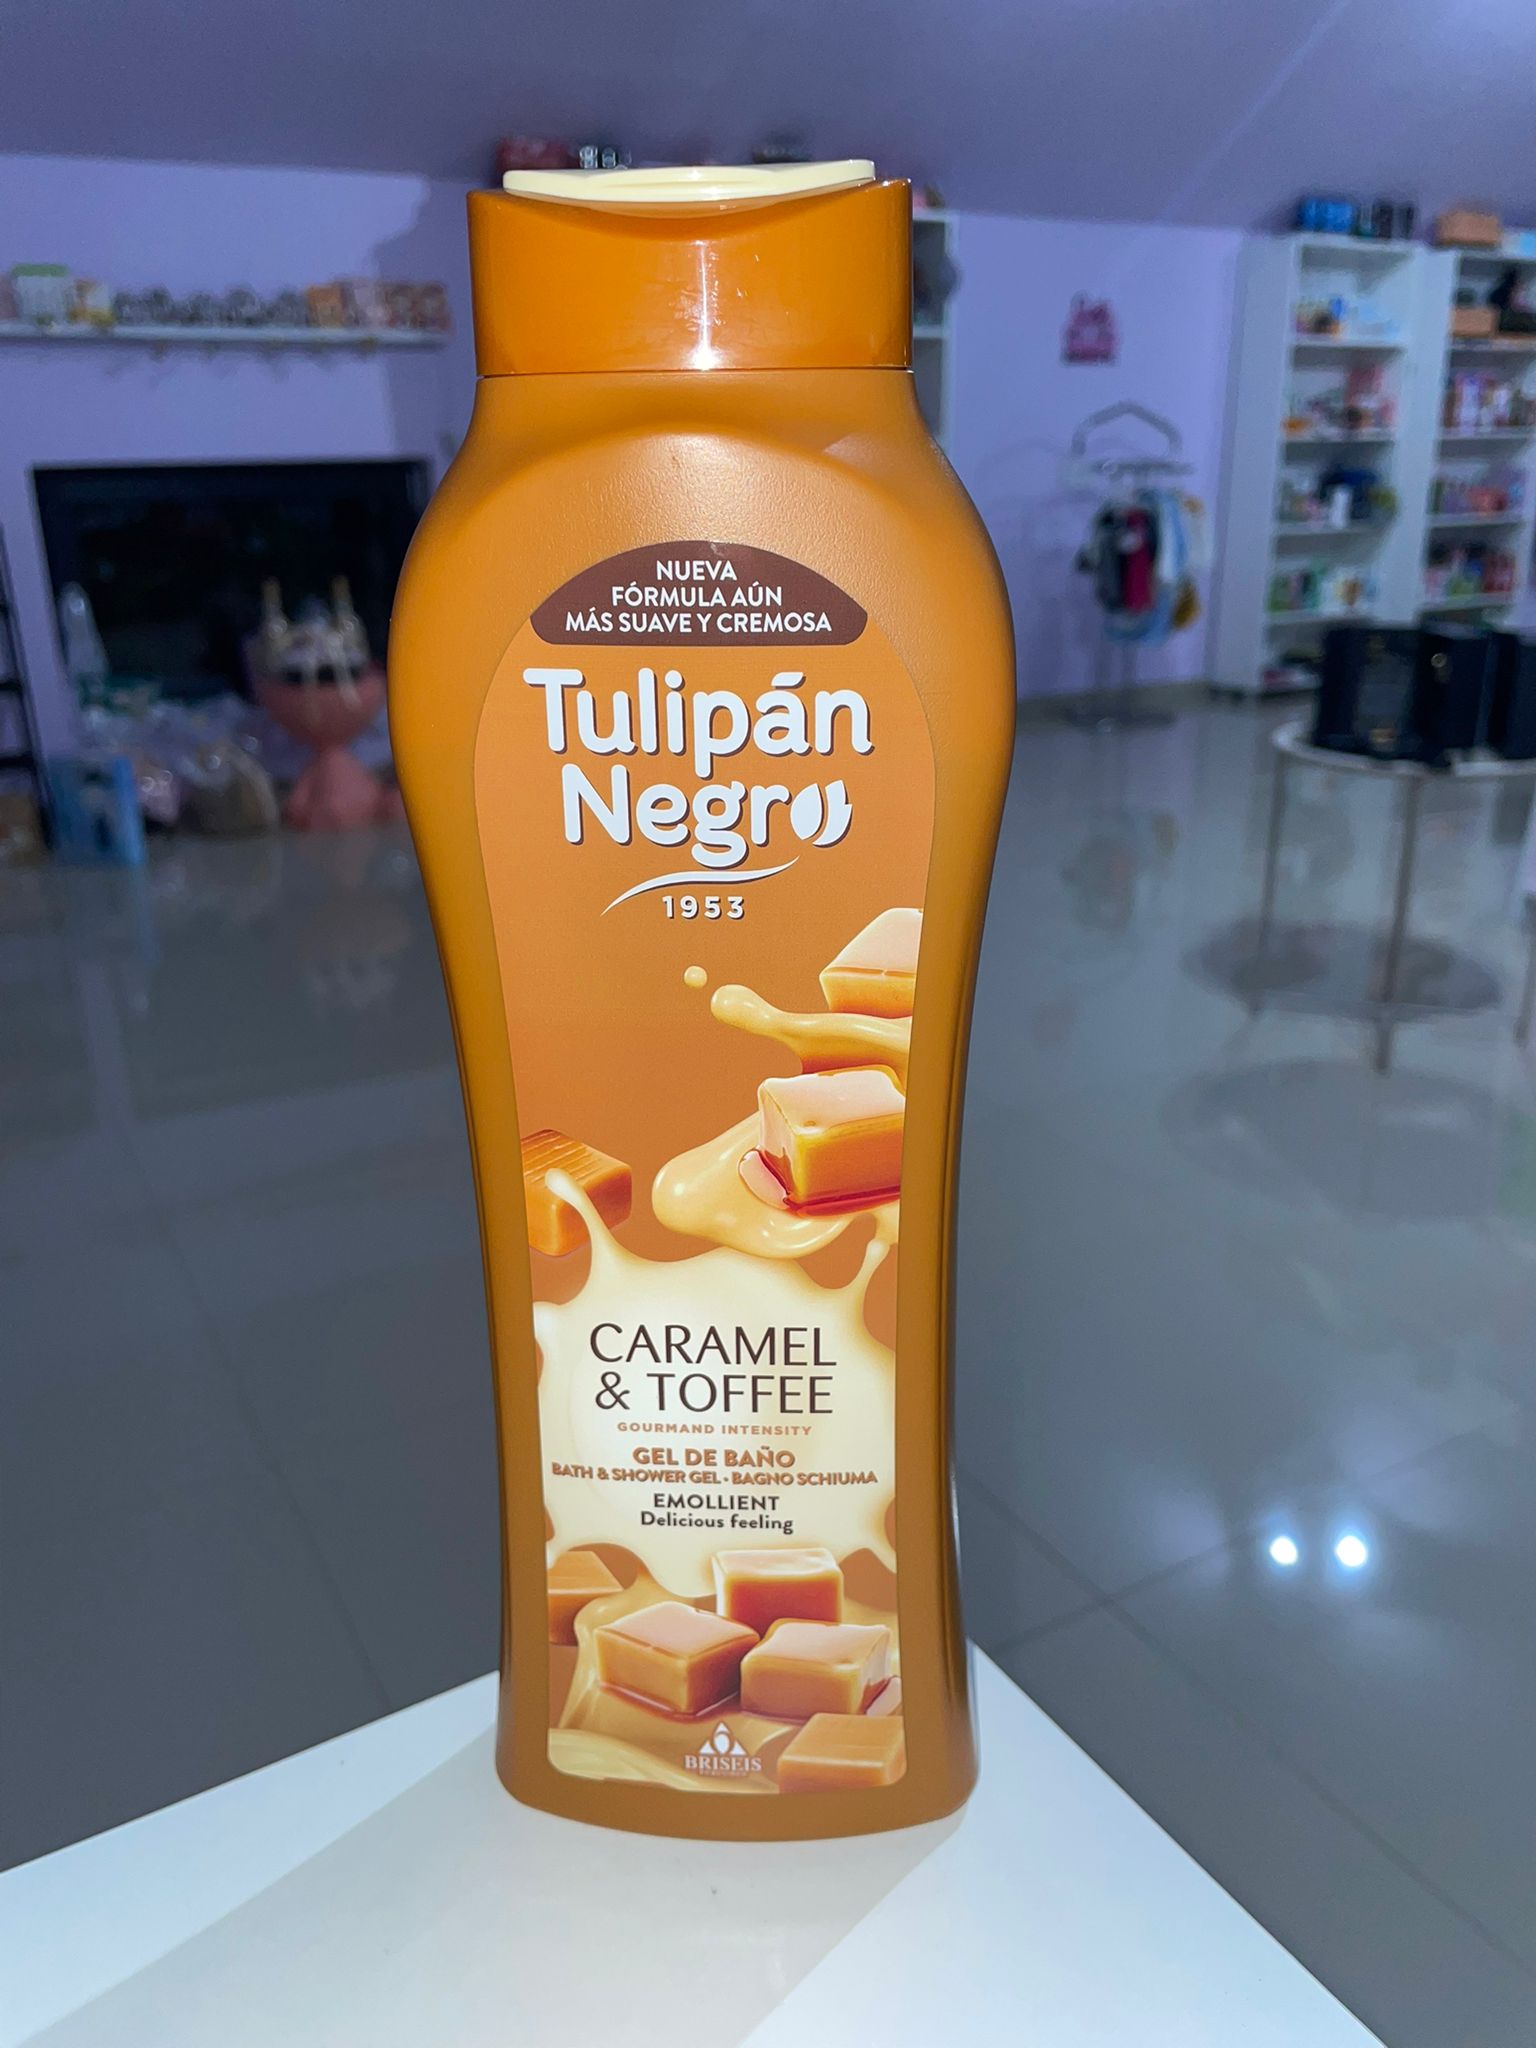 NUEVA
FÓRMULA AÚN
MÁS SUAVE Y CREMOSA
Tulipán
Negro
1953
CARAMEL
& TOFFEE
GOURMAND INTENSITY
GEL DE BAÑO
BATH & SHOWER GEL • BAGNO SCHIUMA
EMOLLIENT
Delicious feeling
BRISEIS